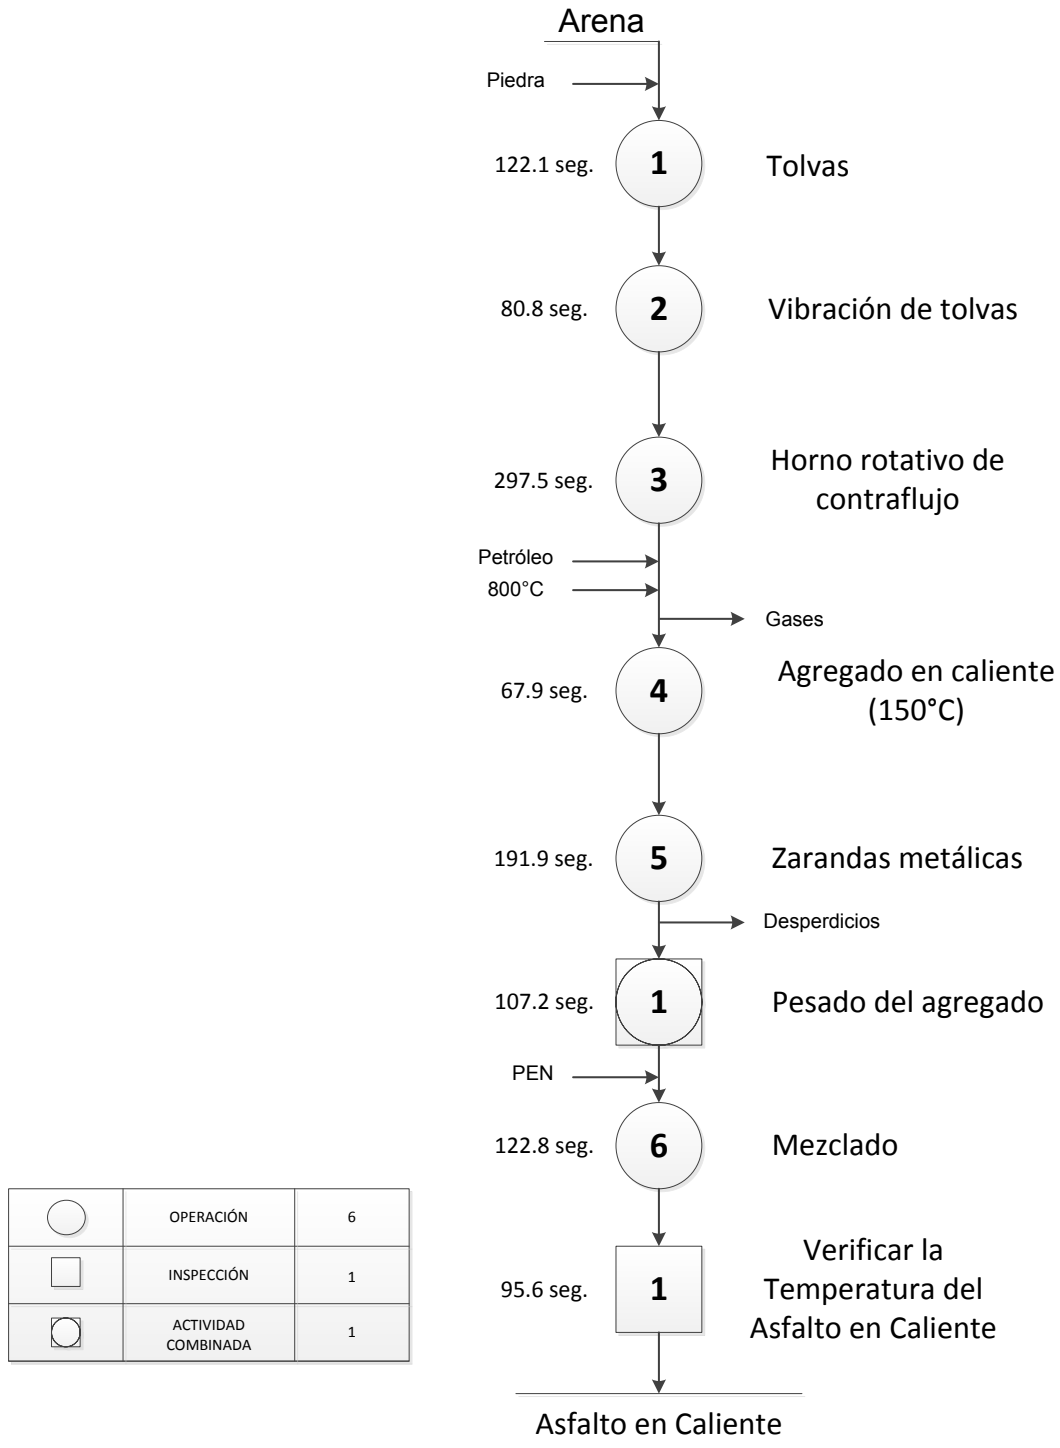 Arena
Piedra
122.1 seg.
1
Tolvas
80.8 seg.
2
Vibración de tolvas
297.5 seg.
3
Horno rotativo de
contraflujo
Petróleo
800°C
Gases
67.9 seg.
4
Agregado en caliente
(150°C)
191.9 seg.
5
Zarandas metálicas
Desperdicios
107.2 seg.
1
Pesado del agregado
PEN
122.8 seg.
6
Mezclado
95.6 seg.
1
Verificar la
Temperatura del
Asfalto en Caliente
Asfalto en Caliente
OPERACIÓN
6
INSPECCIÓN
1
ACTIVIDAD
COMBINADA
1